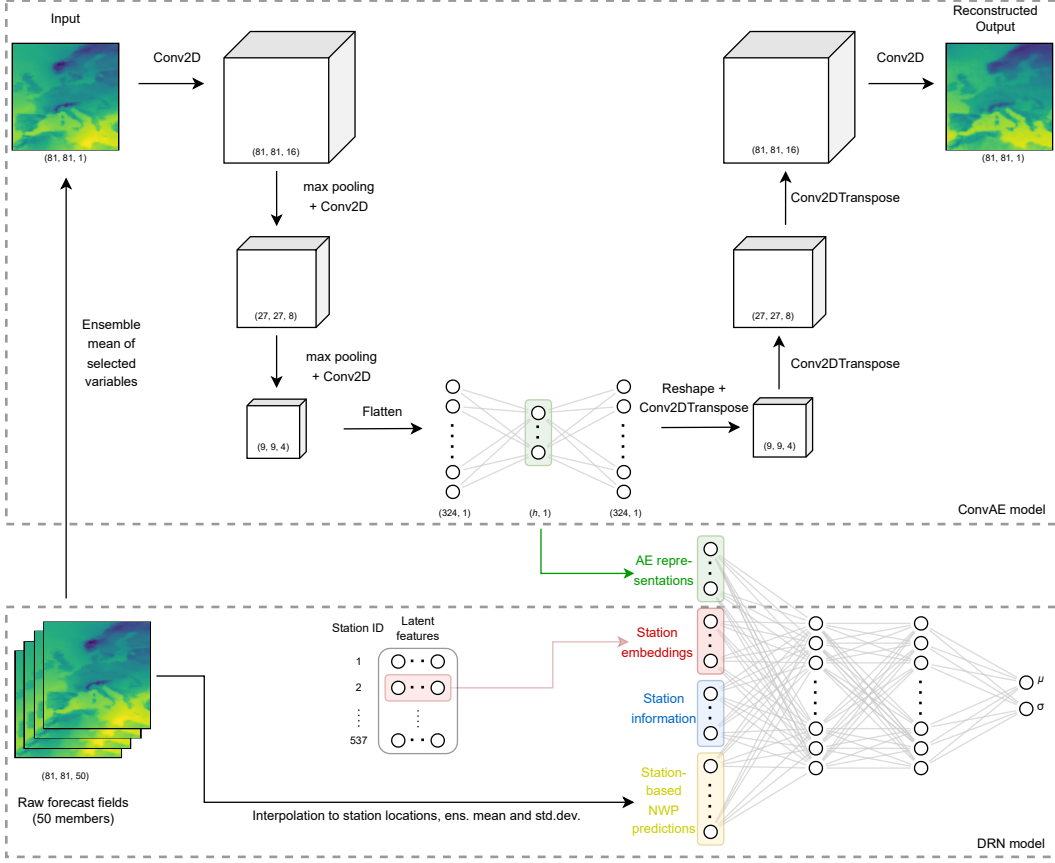 Input
(81, 81, 1)
Conv2D
(81, 81, 16)
max pooling
+ Conv2D
(27, 27, 8)
max pooling
+ Conv2D
(9, 9, 4)
Flatten
(324, 1)
(h, 1)
(324, 1)
Reshape +
Conv2DTranspose
(9, 9, 4)
Conv2DTranspose
(27, 27, 8)
Conv2DTranspose
(81, 81, 16)
Conv2D
Reconstructed
Output
(81, 81, 1)
Ensemble
mean of
selected
variables
ConvAE model
AE repre-
sentations
Station ID
Latent
features
1
2
537
Station
embeddings
Station
information
Station-
based
NWP
predictions
μ
σ
(81, 81, 50)
Raw forecast fields
(50 members)
Interpolation to station locations, ens. mean and std.dev.
DRN model